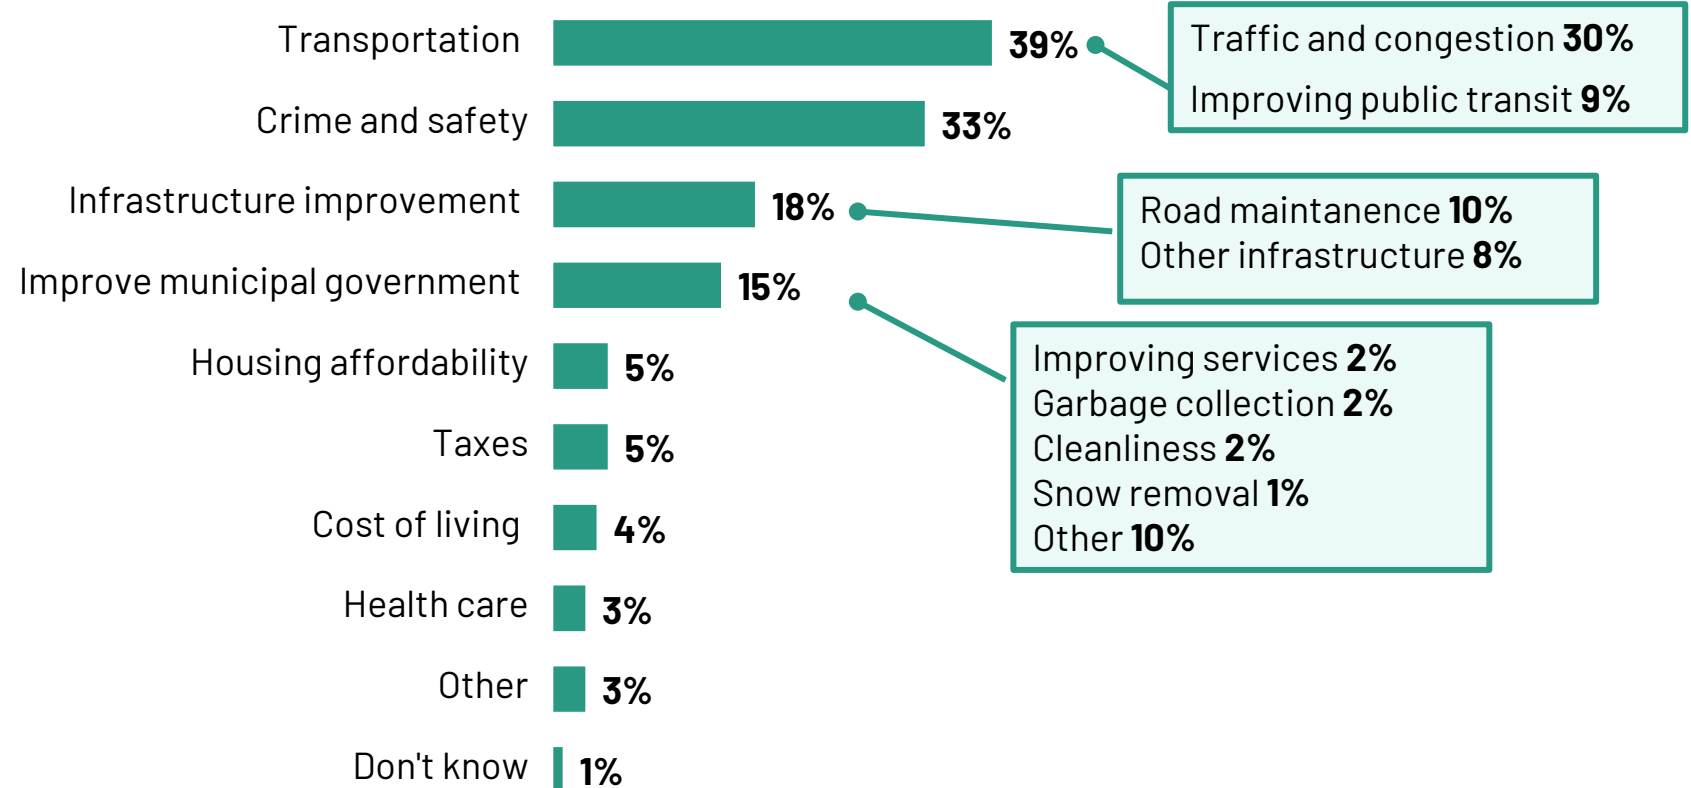 Transportation 39%
Traffic and congestion 30%
Improving public transit 9%
Crime and safety 33%
Infrastructure improvement 18%
Road maintanence 10%
Other infrastructure 8%
Improve municipal government 15%
Improving services 2%
Garbage collection 2%
Cleanliness 2%
Snow removal 1%
Other 10%
Housing affordability 5%
Taxes 5%
Cost of living 4%
Health care 3%
Other 3%
Don't know 1%